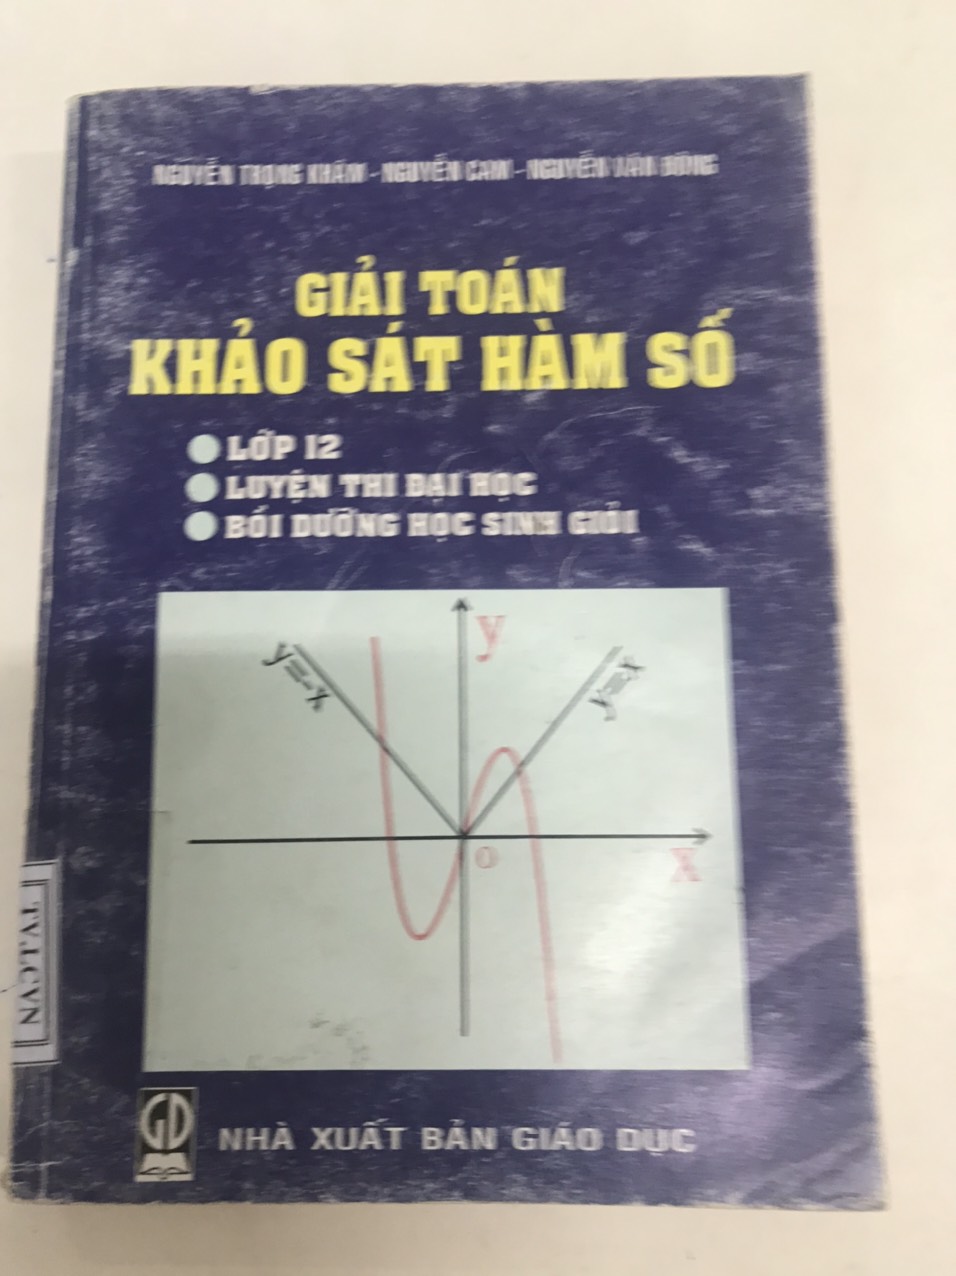 NGUYỄN TRỌNG KHÂM - NGUYỄN CAM - NGUYỄN VĂN ĐÔNG
GIẢI TOÁN
KHẢO SÁT HÀM SỐ
LỚP 12
LUYỆN THI ĐẠI HỌC
BỒI DƯỠNG HỌC SINH GIỎI
y
y=-x
y=x
O
x
TV.LCVN
GD
NHÀ XUẤT BẢN GIÁO DỤC